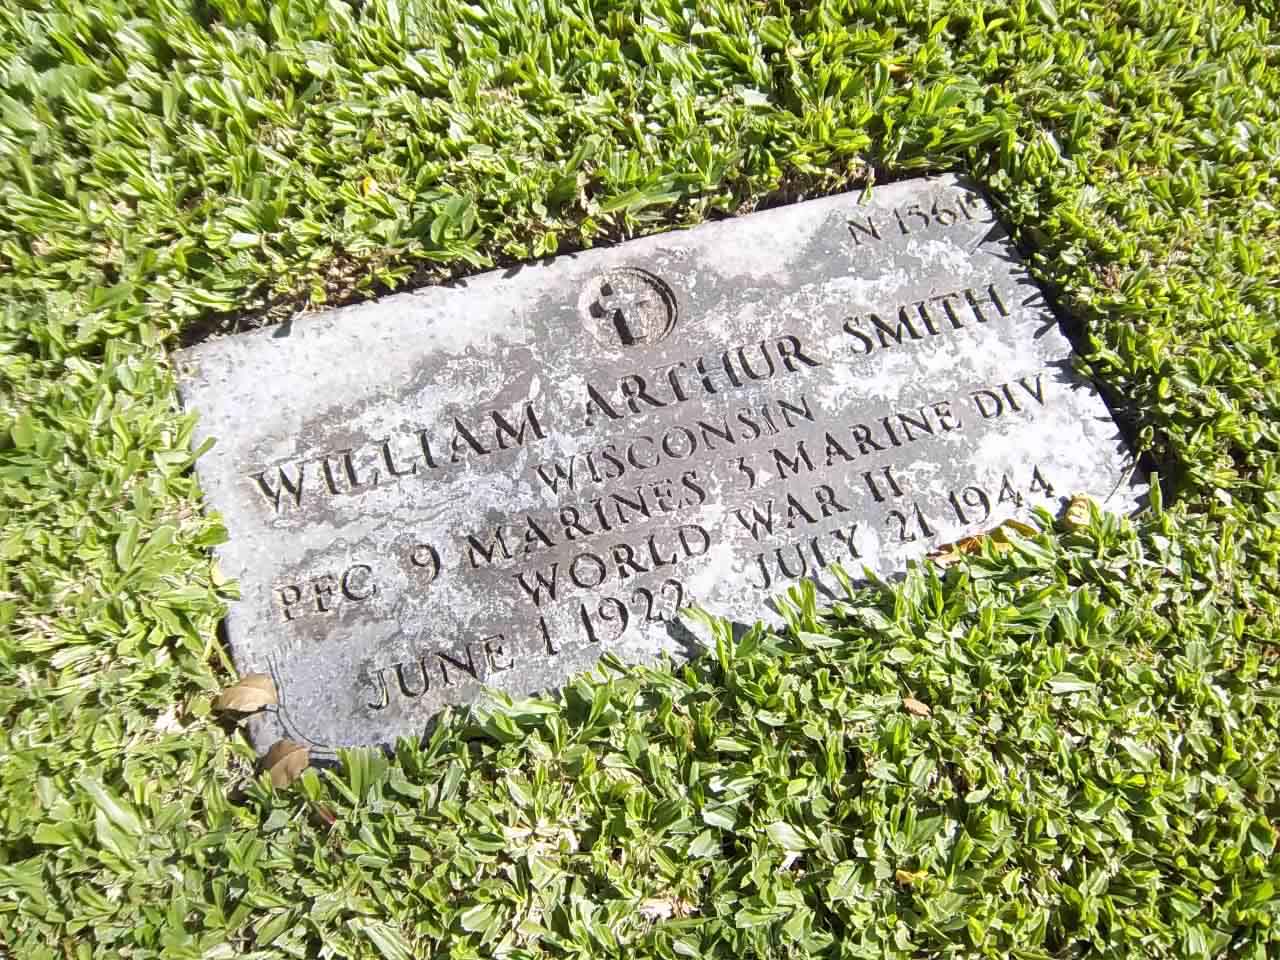 N 1561
WILLIAM ARTHUR SMITH
WISCONSIN
PFC 9 MARINES 3 MARINE DIV
WORLD WAR II
JUNE 1 1922 JULY 21 1944